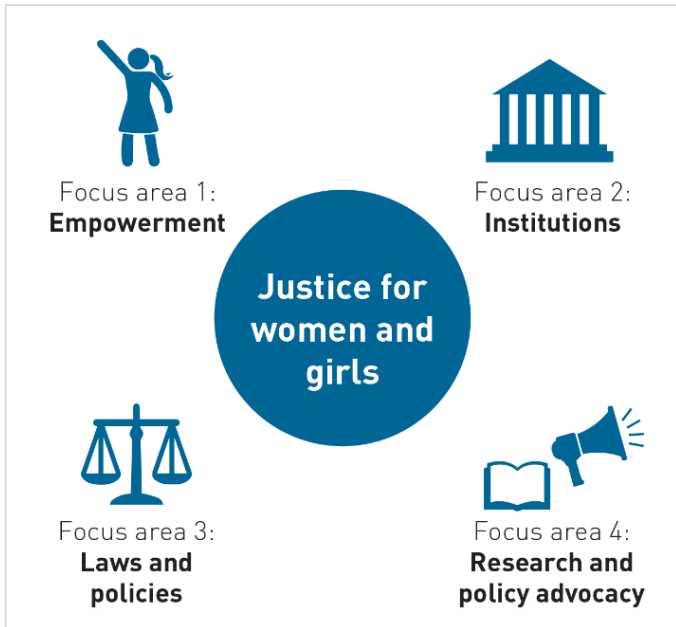 Focus area 1:
Empowerment
Focus area 2:
Institutions
Justice for
women and
girls
Focus area 3:
Laws and
policies
Focus area 4:
Research and
policy advocacy